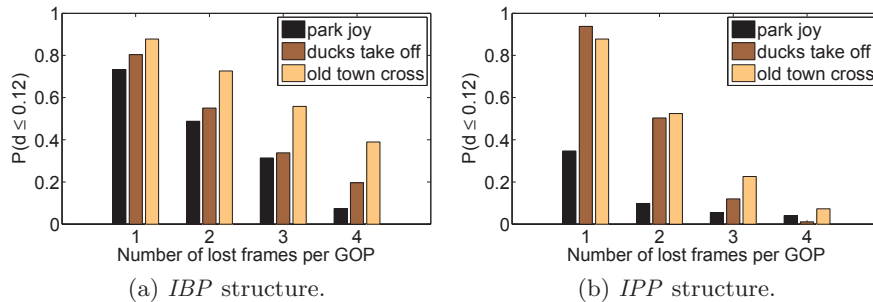 P(d ≤ 0.12)
1
0.8
0.6
0.4
0.2
0
park joy
ducks take off
old town cross
1 2 3 4
Number of lost frames per GOP
(a) IBP structure.
P(d ≤ 0.12)
1
0.8
0.6
0.4
0.2
0
park joy
ducks take off
old town cross
1 2 3 4
Number of lost frames per GOP
(b) IPP structure.